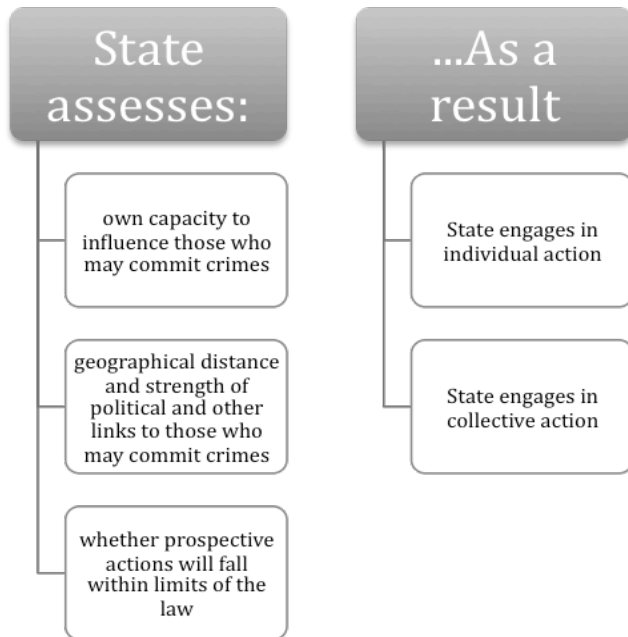 State
assesses:
own capacity to
influence those who
may commit crimes
geographical distance
and strength of
political and other
links to those who
may commit crimes
whether prospective
actions will fall
within limits of the
law
...As a
result
State engages in
individual action
State engages in
collective action